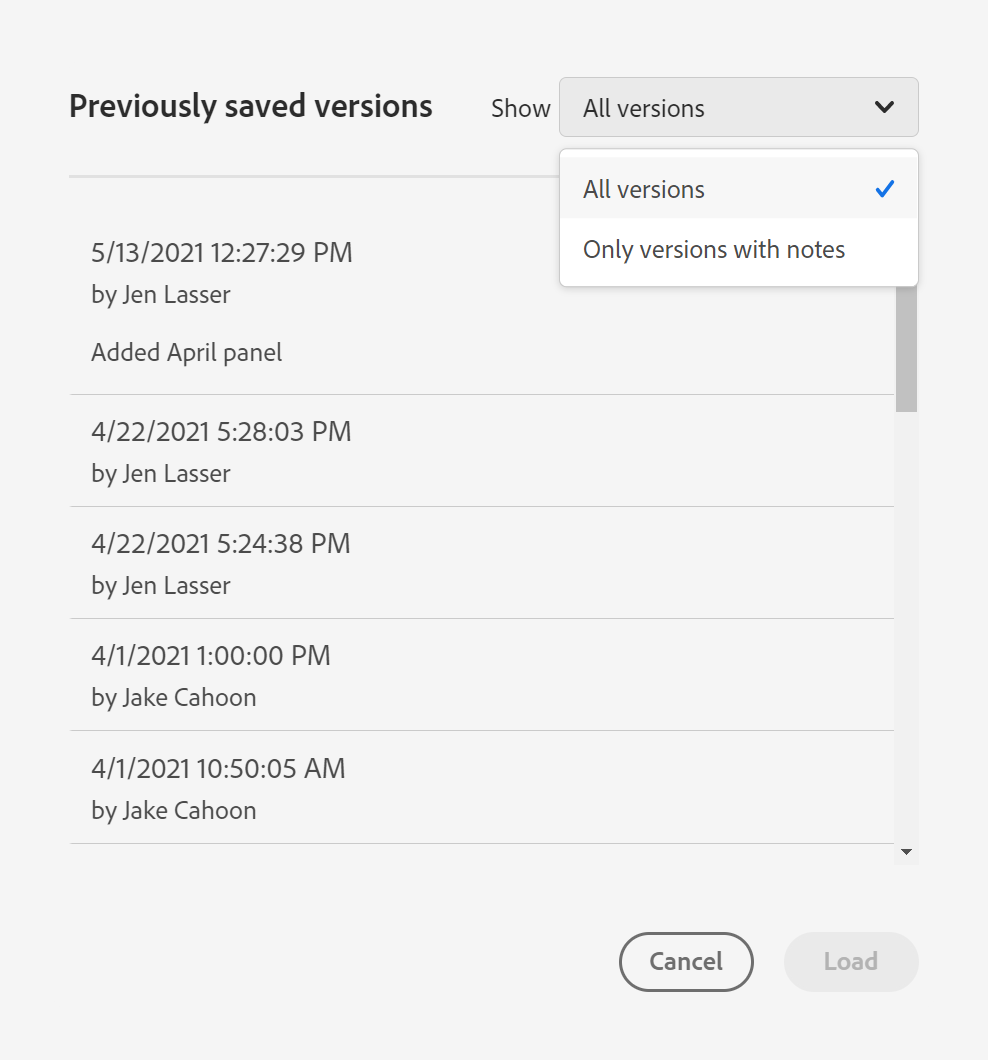 Previously saved versions
Show
All versions
All versions
Only versions with notes
5/13/2021 12:27:29 PM
by Jen Lasser
Added April panel
4/22/2021 5:28:03 PM
by Jen Lasser
4/22/2021 5:24:38 PM
by Jen Lasser
4/1/2021 1:00:00 PM
by Jake Cahoon
4/1/2021 10:50:05 AM
by Jake Cahoon
Cancel
Load